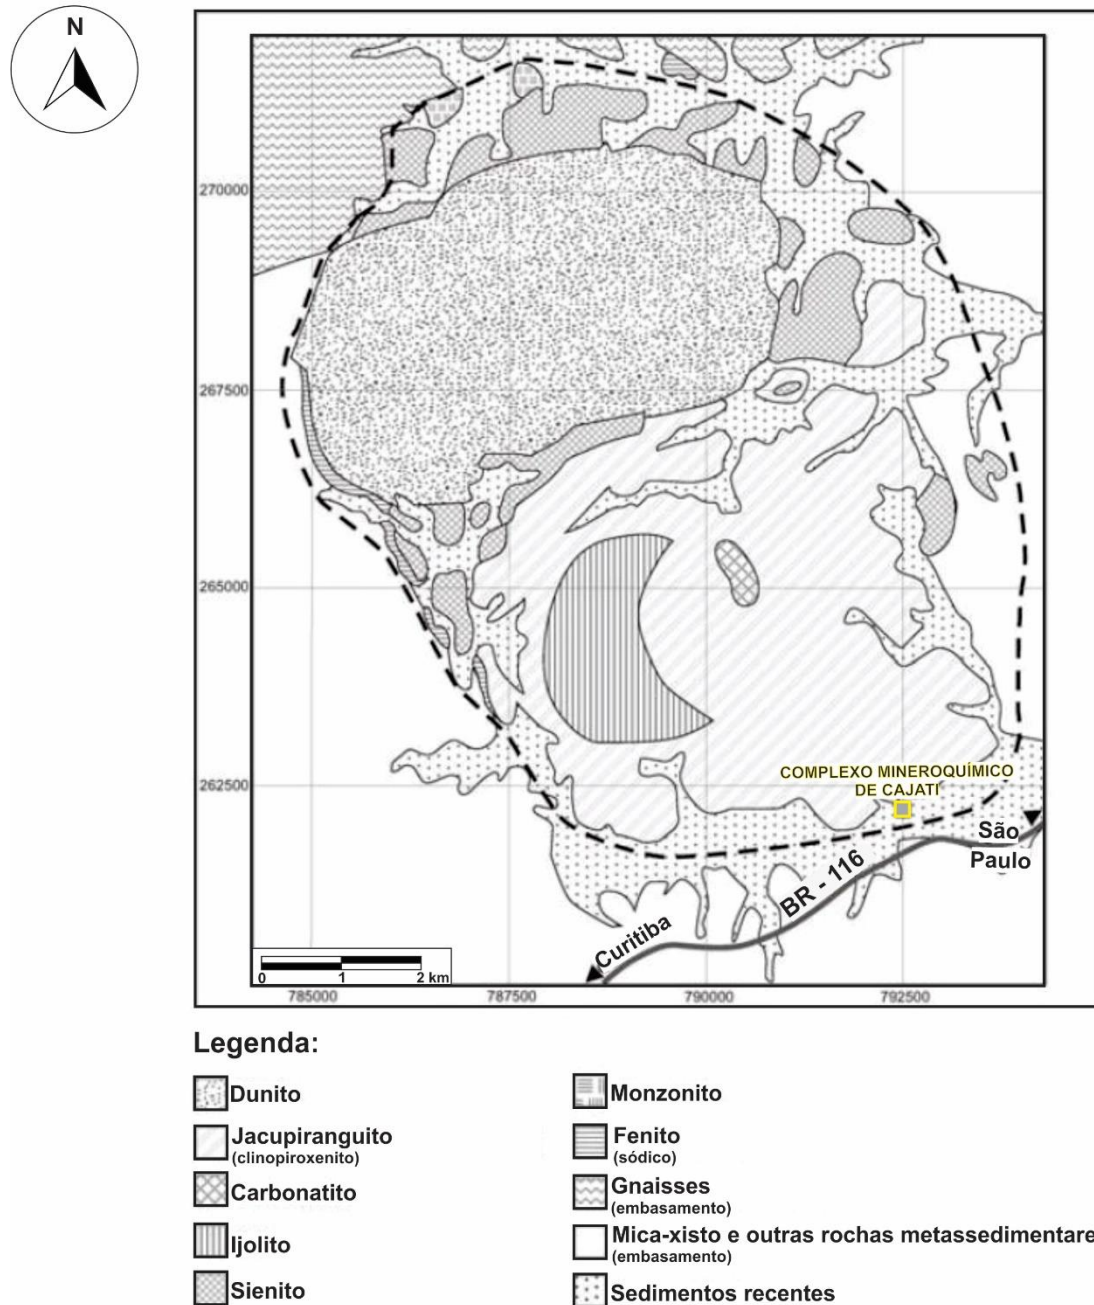 N
270000
267500
265000
262500
COMPLEXO MINEROQUÍMICO
DE CAJATI
São
Paulo
BR - 116
Curitiba
0 1 2 km
785000 787500 790000 792500
Legenda:
Dunito
Jacupiranguito
(clinopiroxenito)
Carbonatito
Ijolito
Sienito
Monzonito
Fenito
(sódico)
Gnaisses
(embasamento)
Mica-xisto e outras rochas metassedimentare
(embasamento)
Sedimentos recentes